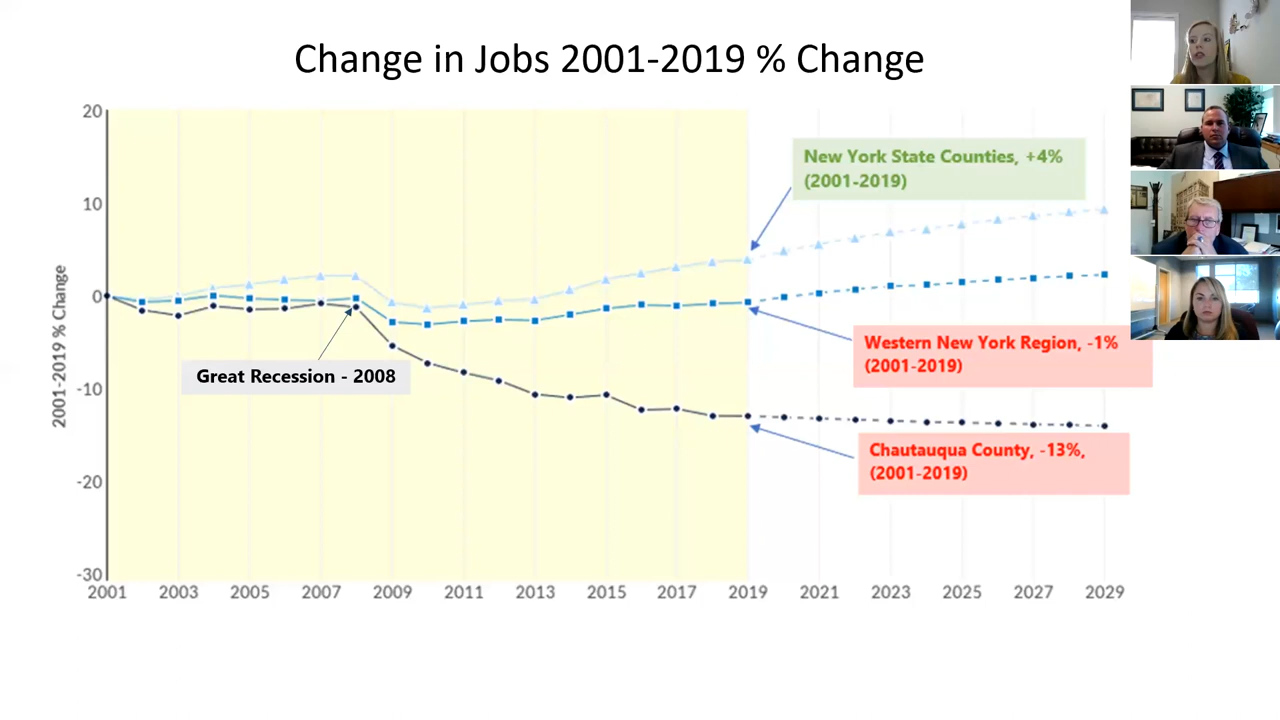 Change in Jobs 2001-2019 % Change
20
10
0
-10
-20
-30
2001-2019 % Change
New York State Counties, +4%
(2001-2019)
Western New York Region, -1%
(2001-2019)
Great Recession - 2008
Chautauqua County, -13%,
(2001-2019)
2001 2003 2005 2007 2009 2011 2013 2015 2017 2019 2021 2023 2025 2027 2029